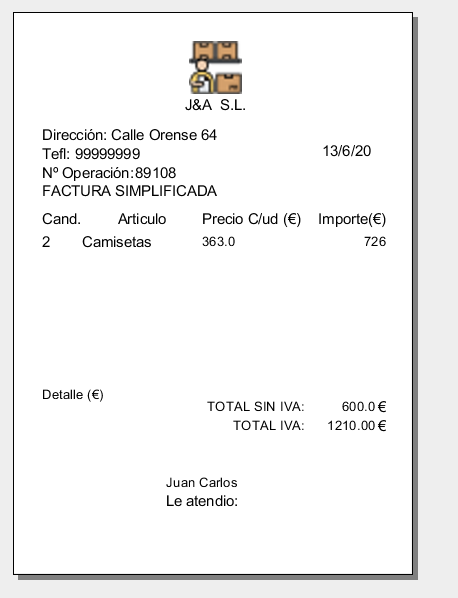 J&A S.L.
Dirección: Calle Orense 64
Tefl: 99999999
13/6/20
Nº Operación:89108
FACTURA SIMPLIFICADA
Cand. Articulo Precio C/ud (€) Importe(€)
2 Camisetas 363.0 726
Detalle (€)
TOTAL SIN IVA: 600.0 €
TOTAL IVA: 1210.00 €
Juan Carlos
Le atendio: